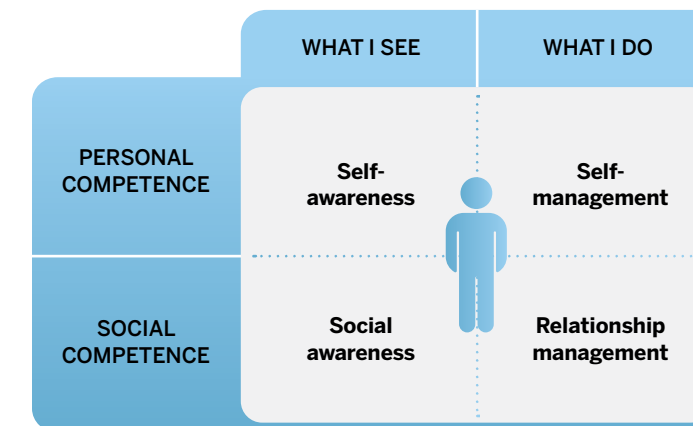 WHAT I SEE
WHAT I DO
PERSONAL
COMPETENCE
Self-
awareness
Self-
management
SOCIAL
COMPETENCE
Social
awareness
Relationship
management